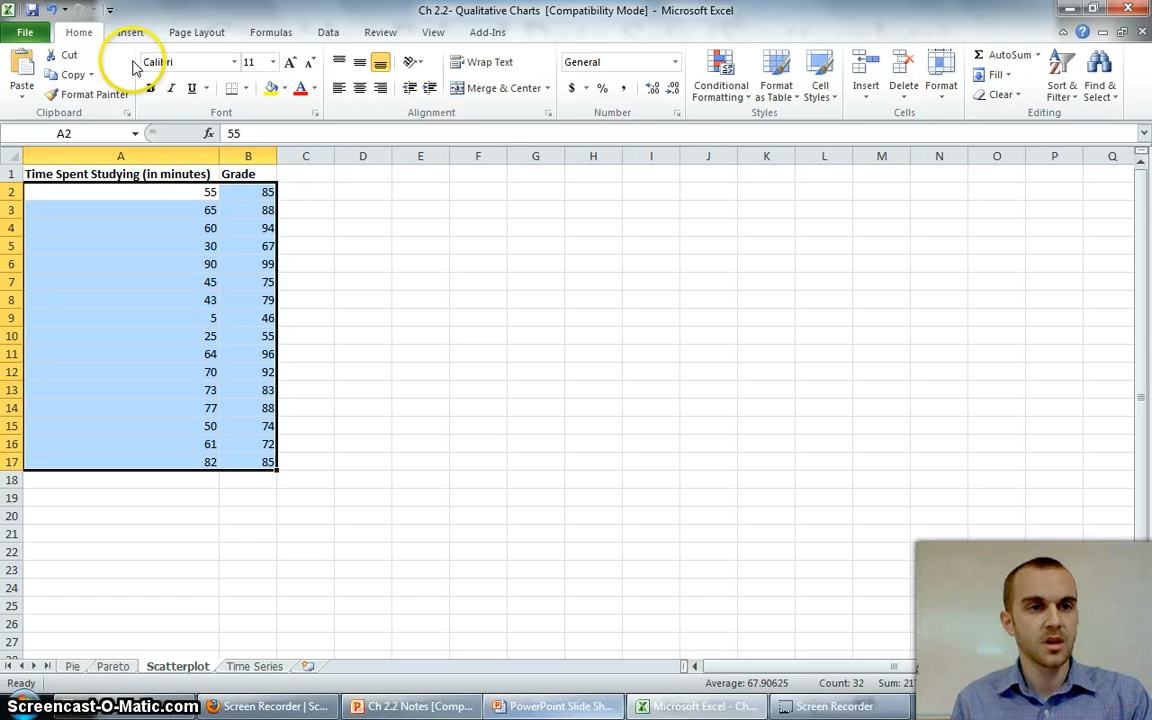 Ch 2.2- Qualitative Charts [Compatibility Mode] - Microsoft Excel
File Home Insert Page Layout Formulas Data Review View Add-Ins
Cut
Copy
Format Painter
Paste
Clipboard
Calibri 11
B I U A
Font
Wrap Text
Merge & Center
Alignment
General
$ % ,
Number
Conditional Formatting
Format as Table
Cell Styles
Styles
Insert Delete Format
Cells
AutoSum
Fill
Clear
Sort & Filter
Find & Select
Editing
A2 fx 55
A B C D E F G H I J K L M N O P Q
1 Time Spent Studying (in minutes) Grade
2 55 85
3 65 88
4 60 94
5 30 67
6 90 99
7 45 75
8 43 79
9 5 46
10 25 55
11 64 96
12 70 92
13 73 83
14 77 88
15 50 74
16 61 72
17 82 85
18
19
20
21
22
23
24
25
26
27
Pie Pareto Scatterplot Time Series
Ready Average: 67.90625 Count: 32
Screencast-O-Matic.com
Screen Recorder | Sc...
Ch 2.2 Notes [Comp...
PowerPoint Slide Sh...
Microsoft Excel - Ch...
Screen Recorder